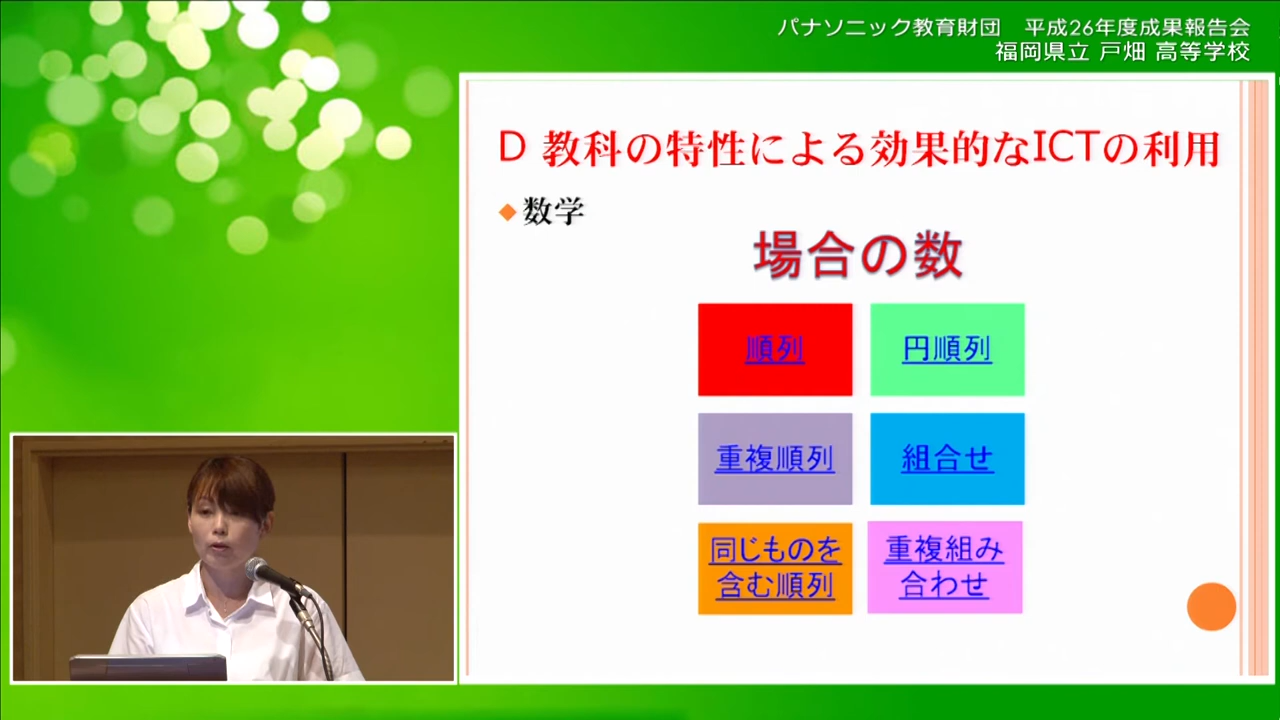 パナソニック教育財団　平成26年度成果報告会
福岡県立 戸畑 高等学校
D 教科の特性による効果的なICTの利用
数学
場合の数
順列
円順列
重複順列
組合せ
同じものを
含む順列
重複組み
合わせ